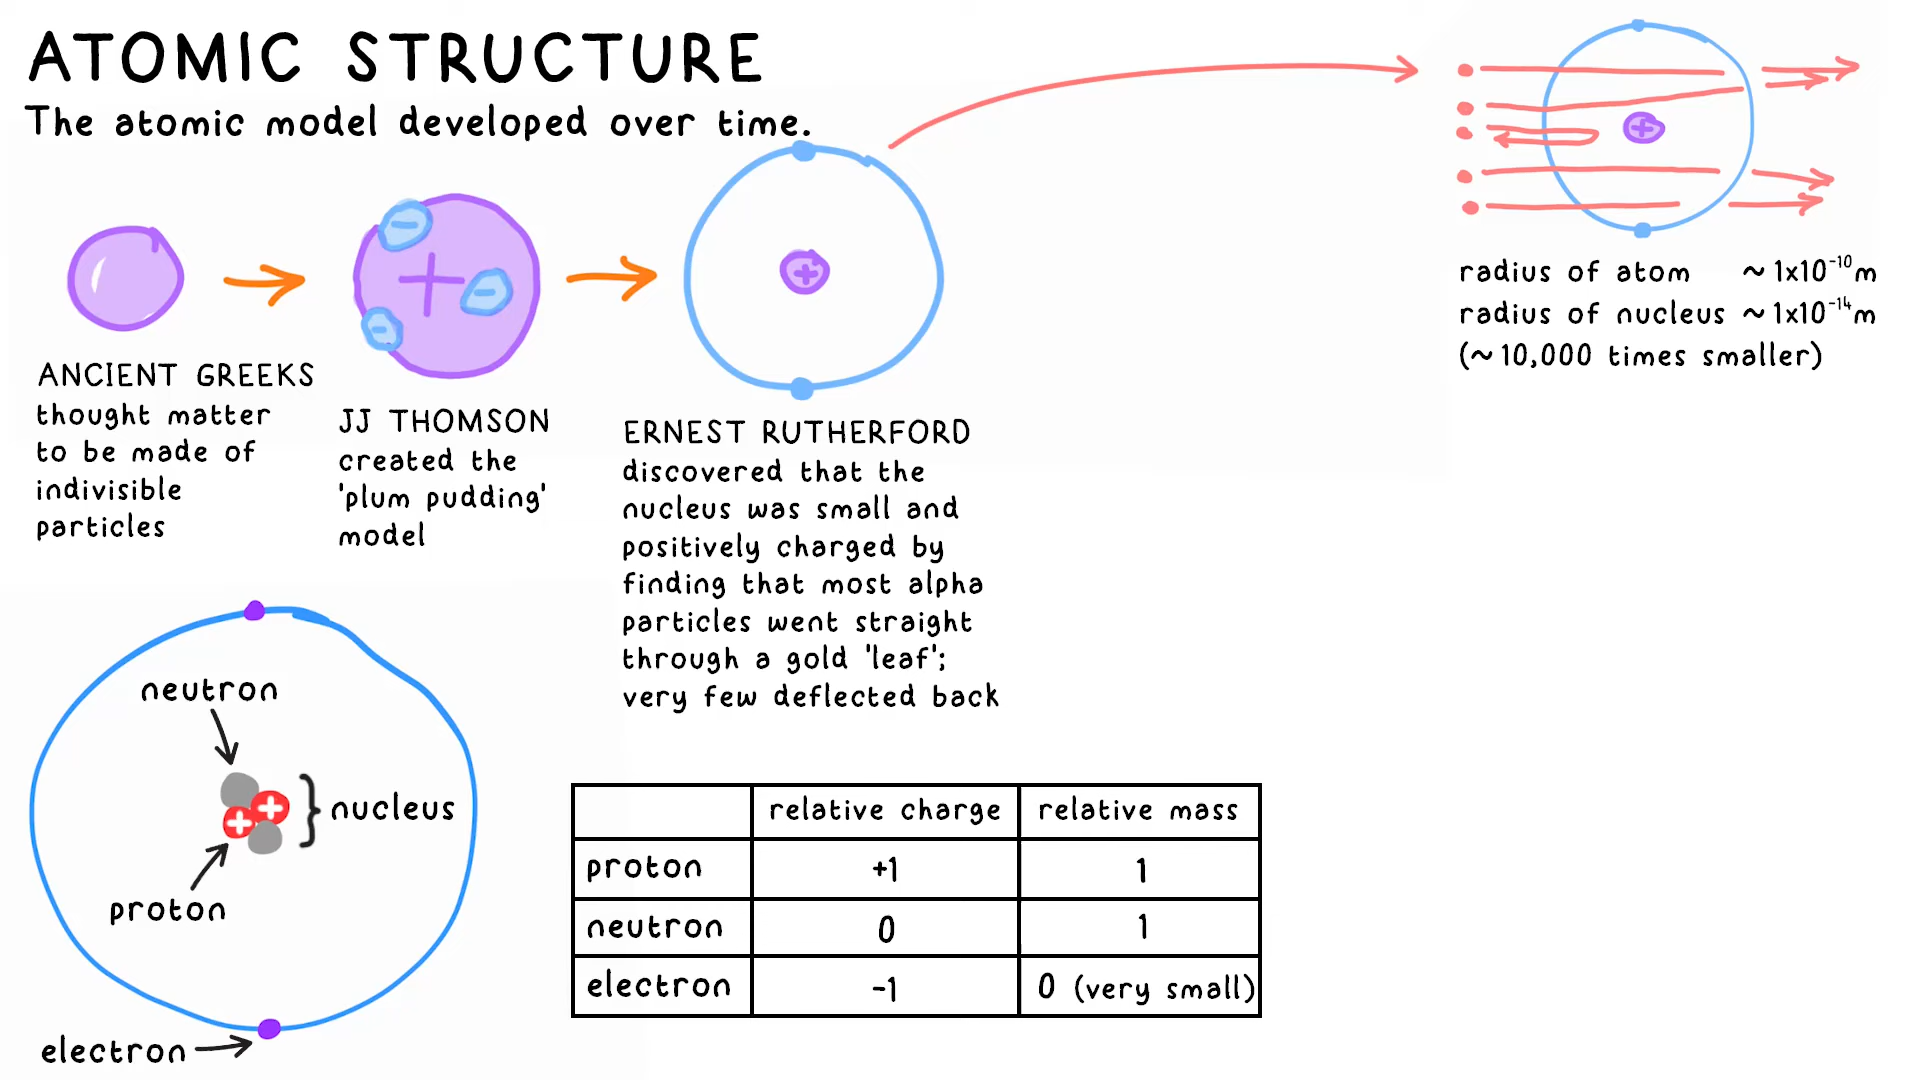 ATOMIC STRUCTURE
The atomic model developed over time.
ANCIENT GREEKS
thought matter
to be made of
indivisible
particles
+
−
−
−
JJ THOMSON
created the
'plum pudding'
model
+
ERNEST RUTHERFORD
discovered that the
nucleus was small and
positively charged by
finding that most alpha
particles went straight
through a gold 'leaf';
very few deflected back
+
radius of atom ~ 1x10⁻¹⁰m
radius of nucleus ~ 1x10⁻¹⁴m
(~ 10,000 times smaller)
neutron
+
+
} nucleus
proton
electron
relative charge relative mass
proton +1 1
neutron 0 1
electron -1 0 (very small)